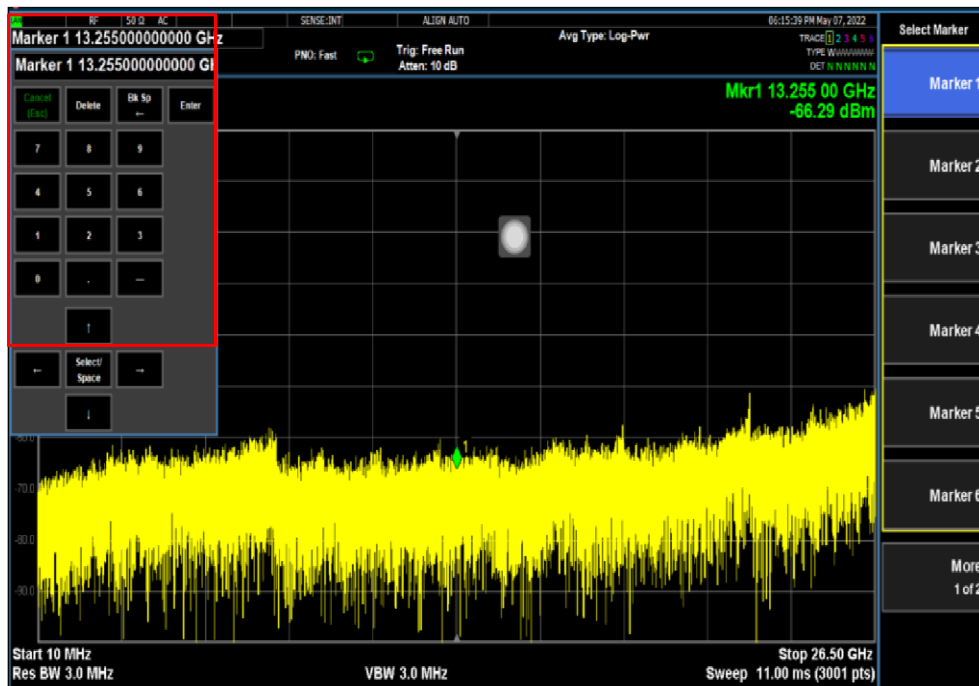 RF 50 Ω AC SENSE:INT ALIGN AUTO 06:15:39 PM May 07, 2022
Marker 1 13.255000000000 GHz
Marker 1 13.255000000000 GH
PNO: Fast
Trig: Free Run
Atten: 10 dB
Avg Type: Log-Pwr
TRACE 1 2 3 4 5 6
TYPE WWWWWWW
DET N N N N N N
Cancel (Esc)
Delete
Bk Sp ←
Enter
7 8 9
4 5 6
1 2 3
0 . —
↑
← Select/ Space →
↓
Mkr1 13.255 00 GHz
-66.29 dBm
1
-70.0
-80.0
-90.0
Start 10 MHz
Res BW 3.0 MHz
VBW 3.0 MHz
Stop 26.50 GHz
Sweep 11.00 ms (3001 pts)
Select Marker
Marker 1
Marker 2
Marker 3
Marker 4
Marker 5
Marker 6
More
1 of 2